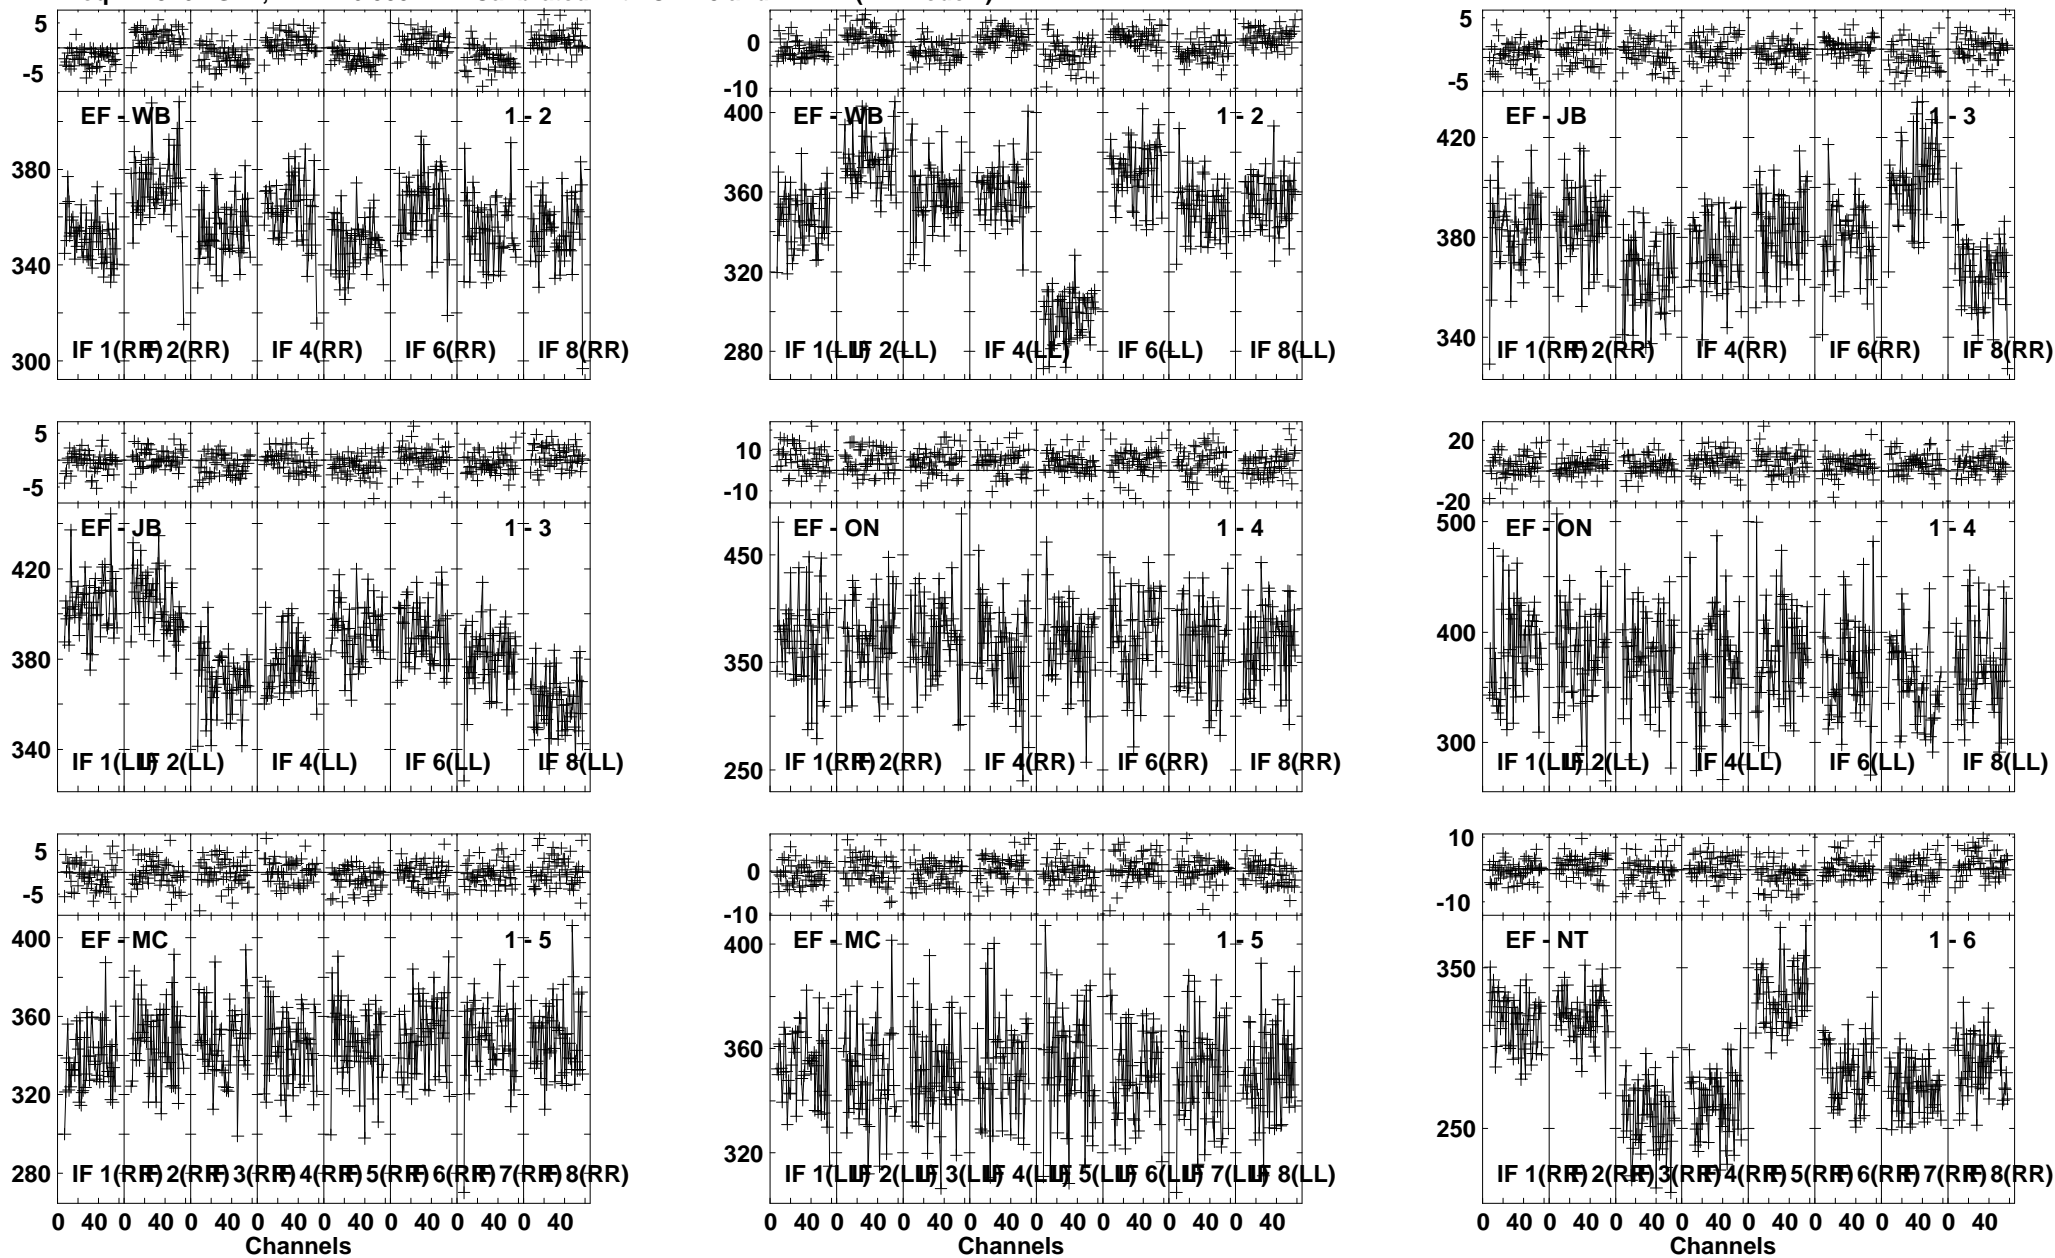 5
-5
EF - WB 1 - 2
380
340
300
IF 1(RR) IF 2(RR) IF 4(RR) IF 6(RR) IF 8(RR)
0
-10
EF - WB 1 - 2
400
360
320
280
IF 1(LL) IF 2(LL) IF 4(LL) IF 6(LL) IF 8(LL)
5
-5
EF - JB 1 - 3
420
380
340
IF 1(RR) IF 2(RR) IF 4(RR) IF 6(RR) IF 8(RR)
5
-5
EF - JB 1 - 3
420
380
340
IF 1(LL) IF 2(LL) IF 4(LL) IF 6(LL) IF 8(LL)
10
-10
EF - ON 1 - 4
450
350
250
IF 1(RR) IF 2(RR) IF 4(RR) IF 6(RR) IF 8(RR)
20
-20
EF - ON 1 - 4
500
400
300
IF 1(LL) IF 2(LL) IF 4(LL) IF 6(LL) IF 8(LL)
5
-5
EF - MC 1 - 5
400
360
320
280
IF 1(RR) IF 2(RR) IF 3(RR) IF 4(RR) IF 5(RR) IF 6(RR) IF 7(RR) IF 8(RR)
0 40 0 40 0 40 0 40 0 40 0 40 0 40 0 40
Channels
0
-10
EF - MC 1 - 5
400
360
320
IF 1(LL) IF 2(LL) IF 3(LL) IF 4(LL) IF 5(LL) IF 6(LL) IF 7(LL) IF 8(LL)
0 40 0 40 0 40 0 40 0 40 0 40 0 40 0 40
Channels
10
-10
EF - NT 1 - 6
350
250
IF 1(RR) IF 2(RR) IF 3(RR) IF 4(RR) IF 5(RR) IF 6(RR) IF 7(RR) IF 8(RR)
0 40 0 40 0 40 0 40 0 40 0 40 0 40 0 40
Channels